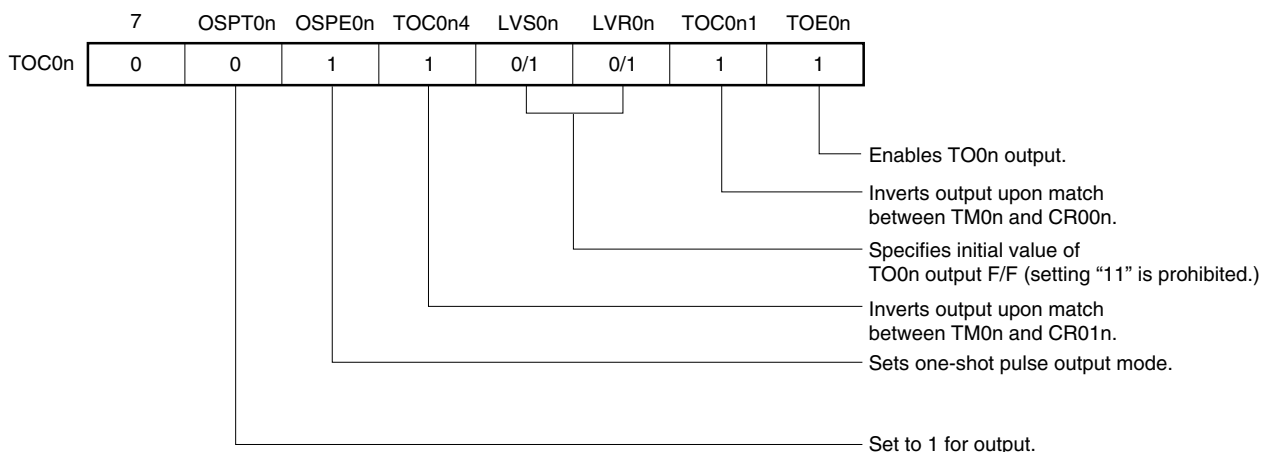 7 OSPT0n OSPE0n TOC0n4 LVS0n LVR0n TOC0n1 TOE0n
TOC0n 0 0 1 1 0/1 0/1 1 1
Enables TO0n output.
Inverts output upon match
between TM0n and CR00n.
Specifies initial value of
TO0n output F/F (setting “11” is prohibited.)
Inverts output upon match
between TM0n and CR01n.
Sets one-shot pulse output mode.
Set to 1 for output.